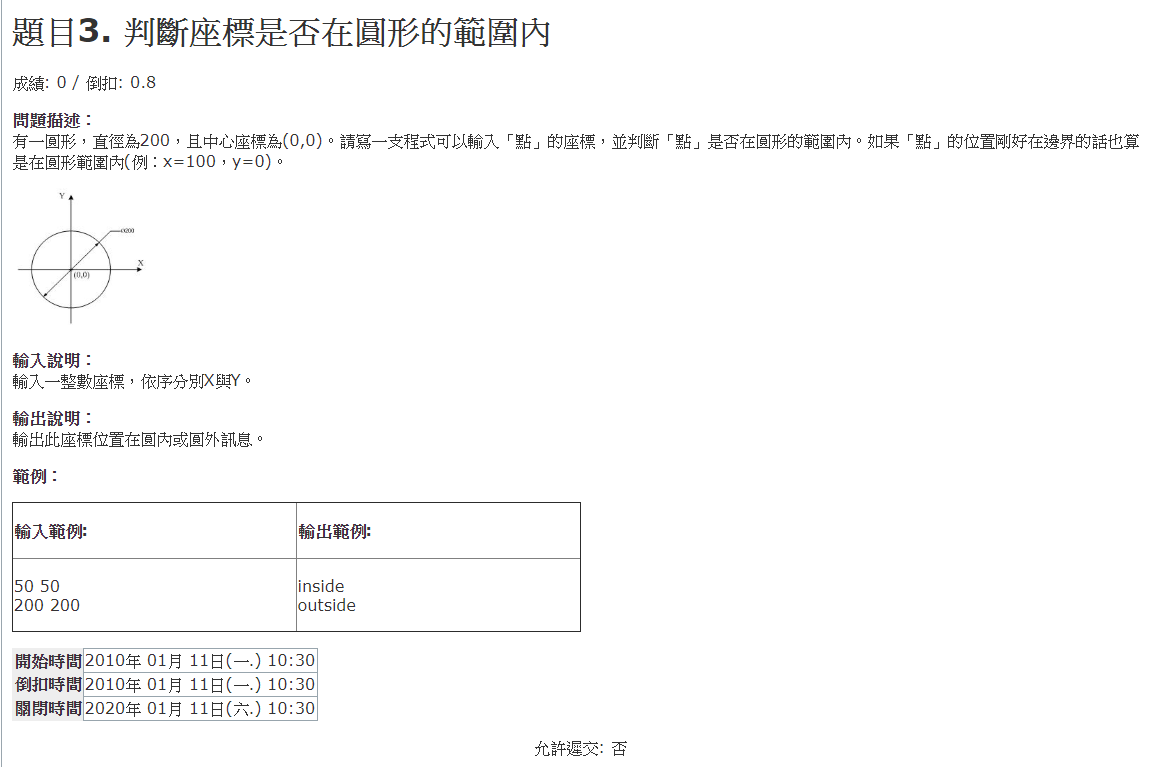 題目3. 判斷座標是否在圓形的範圍內
成績: 0 / 倒扣: 0.8
問題描述：
有一圓形，直徑為200，且中心座標為(0,0)。請寫一支程式可以輸入「點」的座標，並判斷「點」是否在圓形的範圍內。如果「點」的位置剛好在邊界的話也算
是在圓形範圍內(例：x=100，y=0)。
Y
⌀200
X
(0,0)
輸入說明：
輸入一整數座標，依序分別X與Y。
輸出說明：
輸出此座標位置在圓內或圓外訊息。
範例：
輸入範例: 輸出範例:
50 50 inside
200 200 outside
開始時間 2010年 01月 11日(一.) 10:30
倒扣時間 2010年 01月 11日(一.) 10:30
關閉時間 2020年 01月 11日(六.) 10:30
允許遲交: 否